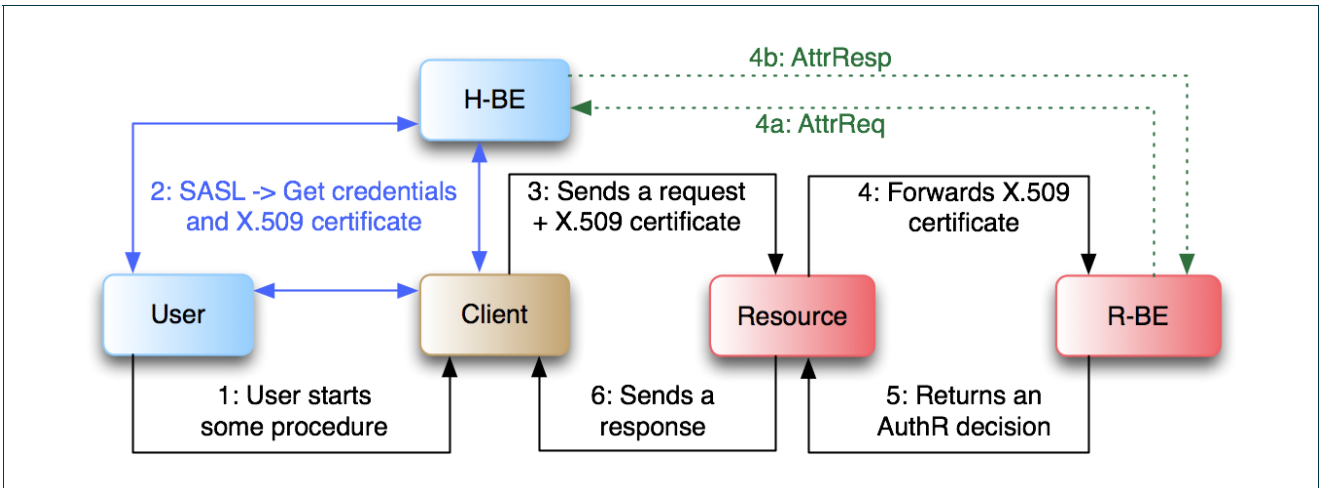 4b: AttrResp
H-BE
4a: AttrReq
2: SASL -> Get credentials
and X.509 certificate
3: Sends a request
+ X.509 certificate
4: Forwards X.509
certificate
User
Client
Resource
R-BE
1: User starts
some procedure
6: Sends a
response
5: Returns an
AuthR decision